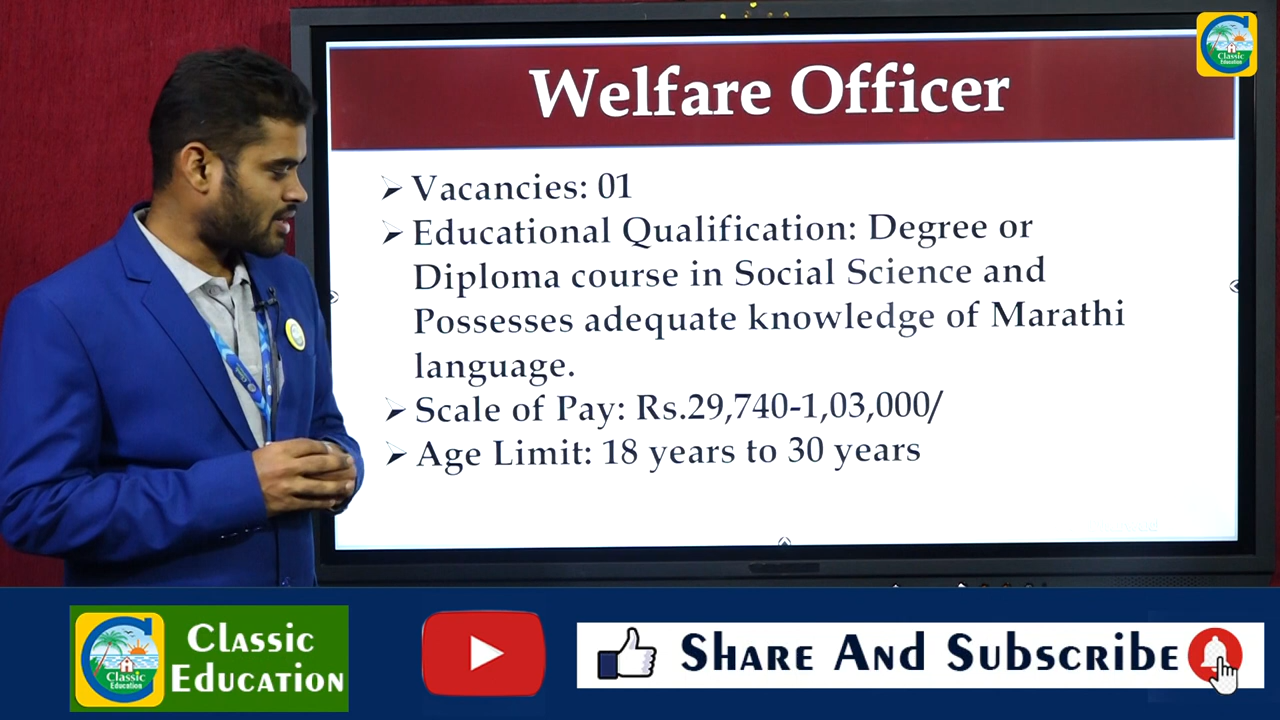 Welfare Officer
Classic
Education
➢ Vacancies: 01
➢ Educational Qualification: Degree or
Diploma course in Social Science and
Possesses adequate knowledge of Marathi
language.
➢ Scale of Pay: Rs.29,740-1,03,000/
➢ Age Limit: 18 years to 30 years
Classic
Education
Classic
Education
Share And Subscribe